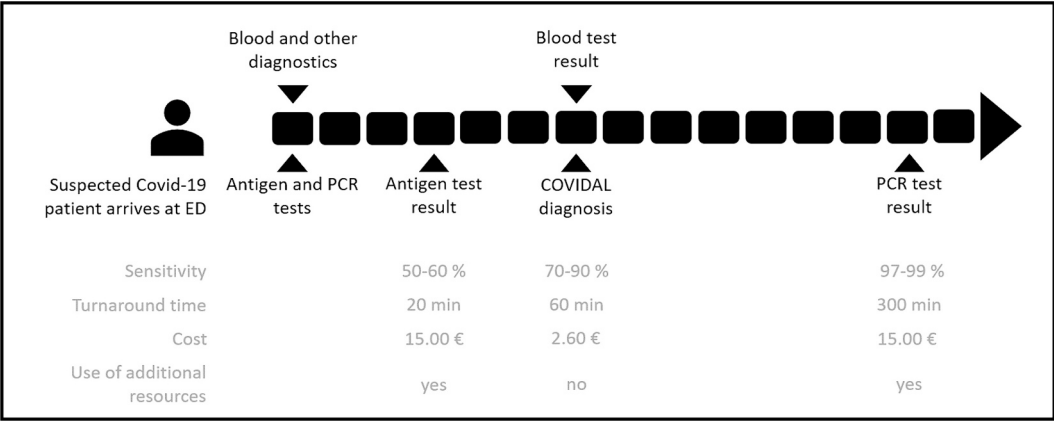 Blood and other
diagnostics
Blood test
result
Suspected Covid-19
patient arrives at ED
Antigen and PCR
tests
Antigen test
result
COVIDAL
diagnosis
PCR test
result
Sensitivity 50-60 % 70-90 % 97-99 %
Turnaround time 20 min 60 min 300 min
Cost 15.00 € 2.60 € 15.00 €
Use of additional
resources yes no yes